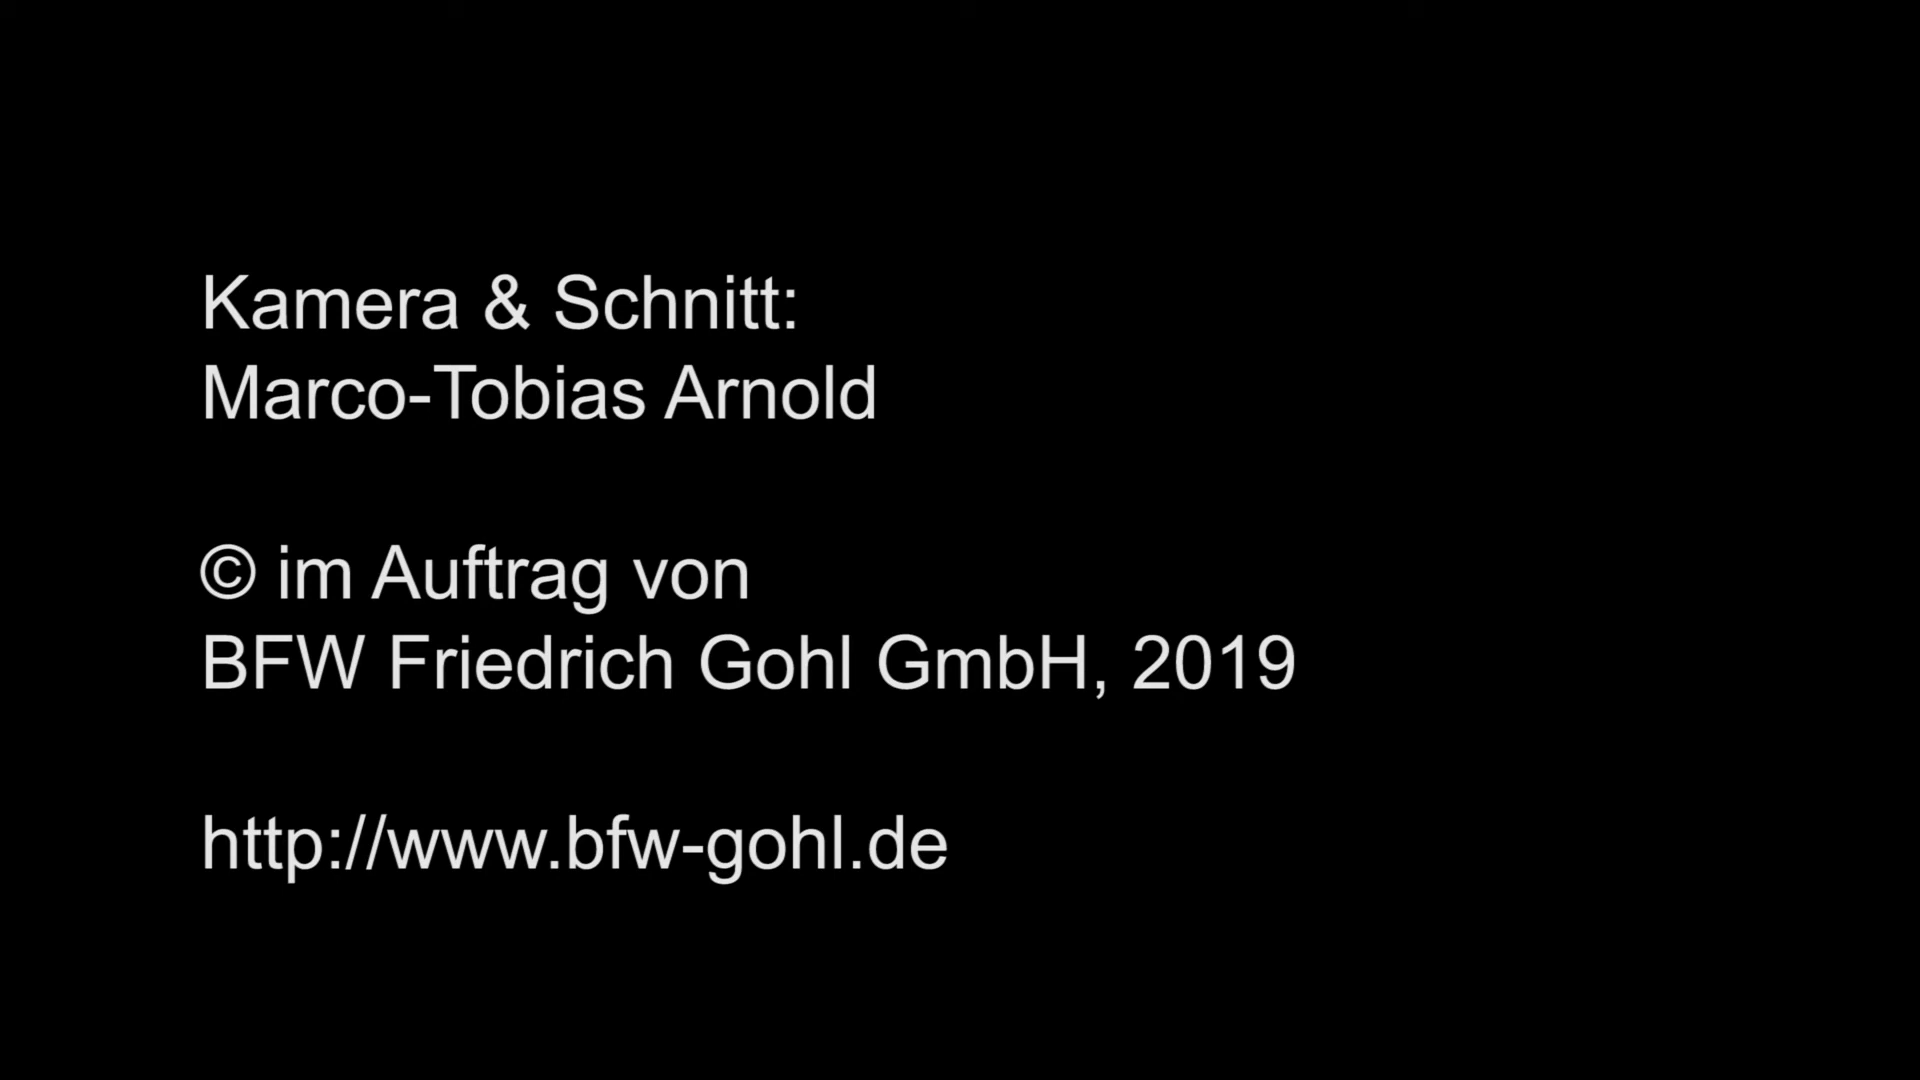 Kamera & Schnitt:
Marco-Tobias Arnold
© im Auftrag von
BFW Friedrich Gohl GmbH, 2019
http://www.bfw-gohl.de